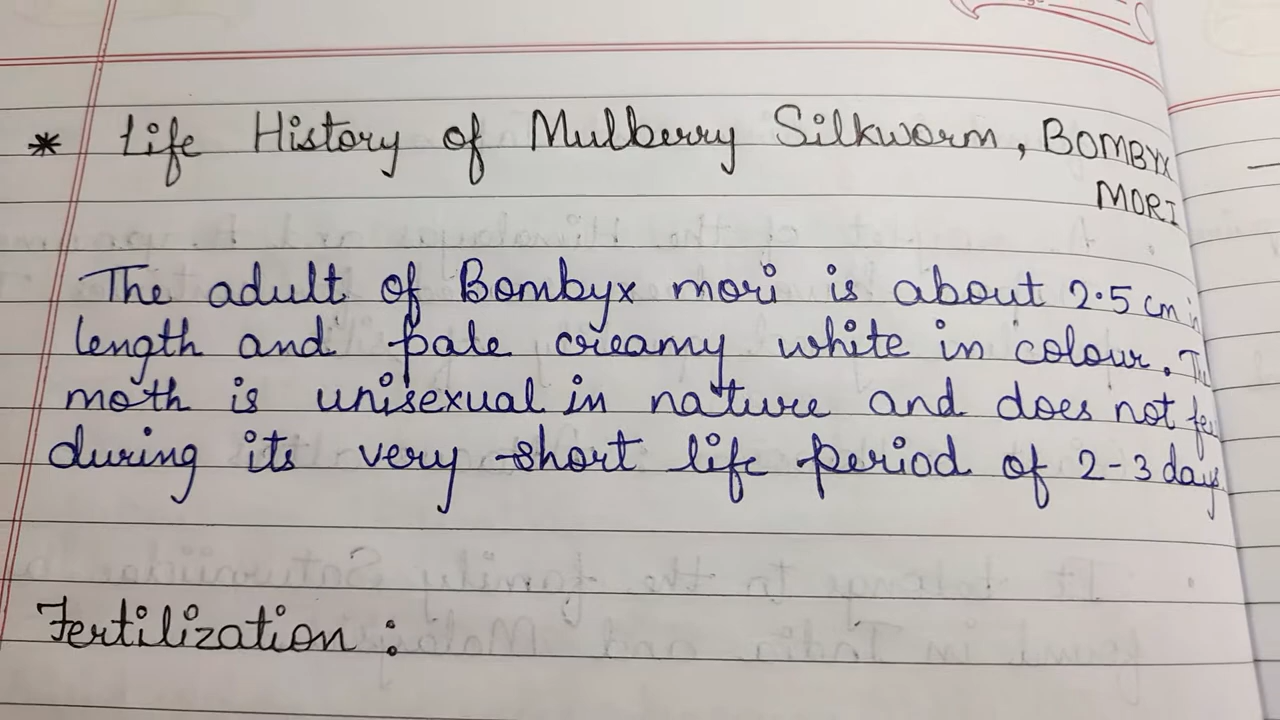 * Life History of Mulberry Silkworm, BOMBYX
MORI
The adult of Bombyx mori is about 2.5 cm in
length and pale creamy white in colour. The
moth is unisexual in nature and does not
during its very short life period of 2-3 days
Fertilization :